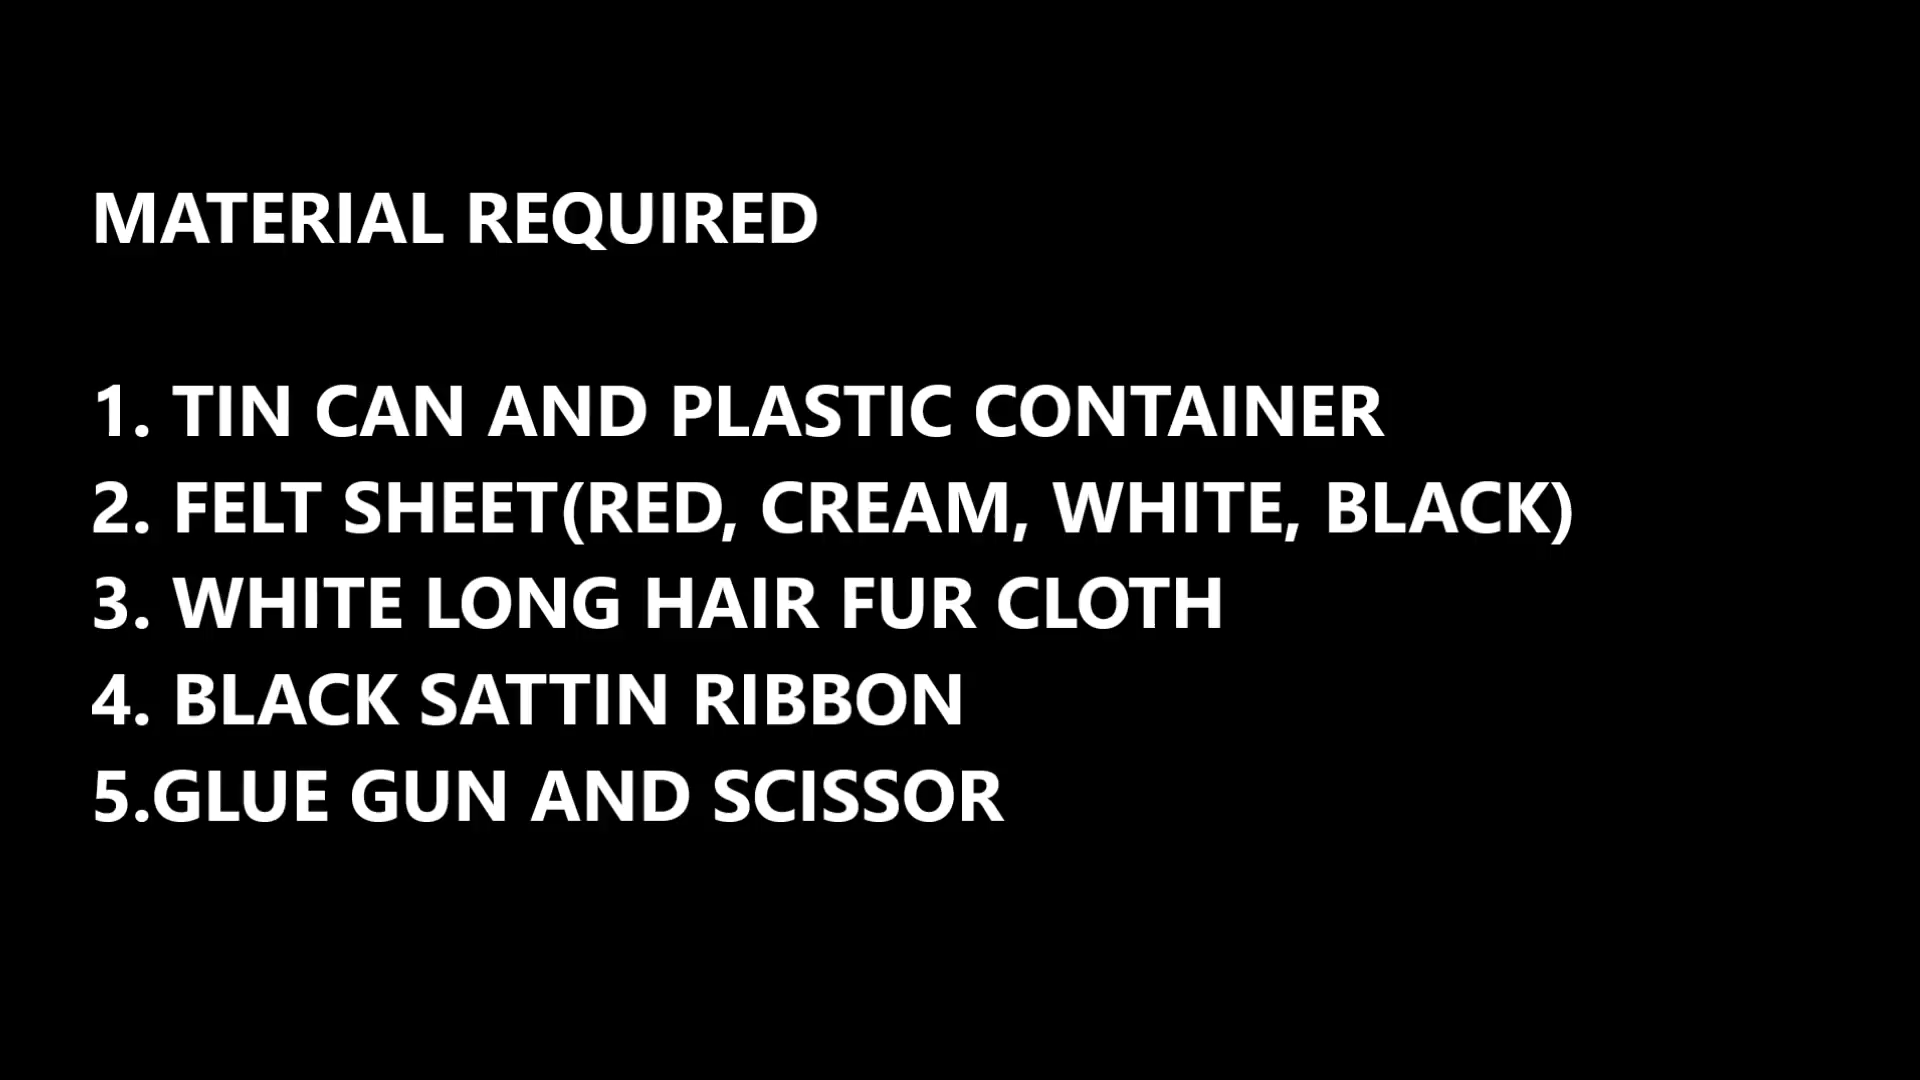 MATERIAL REQUIRED
1. TIN CAN AND PLASTIC CONTAINER
2. FELT SHEET(RED, CREAM, WHITE, BLACK)
3. WHITE LONG HAIR FUR CLOTH
4. BLACK SATTIN RIBBON
5.GLUE GUN AND SCISSOR